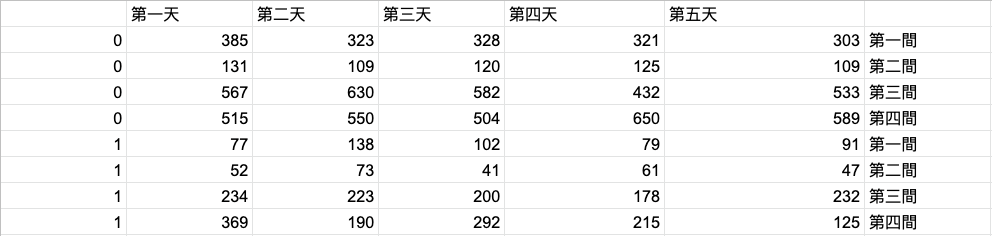 第一天 第二天 第三天 第四天 第五天
0 385 323 328 321 303 第一間
0 131 109 120 125 109 第二間
0 567 630 582 432 533 第三間
0 515 550 504 650 589 第四間
1 77 138 102 79 91 第一間
1 52 73 41 61 47 第二間
1 234 223 200 178 232 第三間
1 369 190 292 215 125 第四間